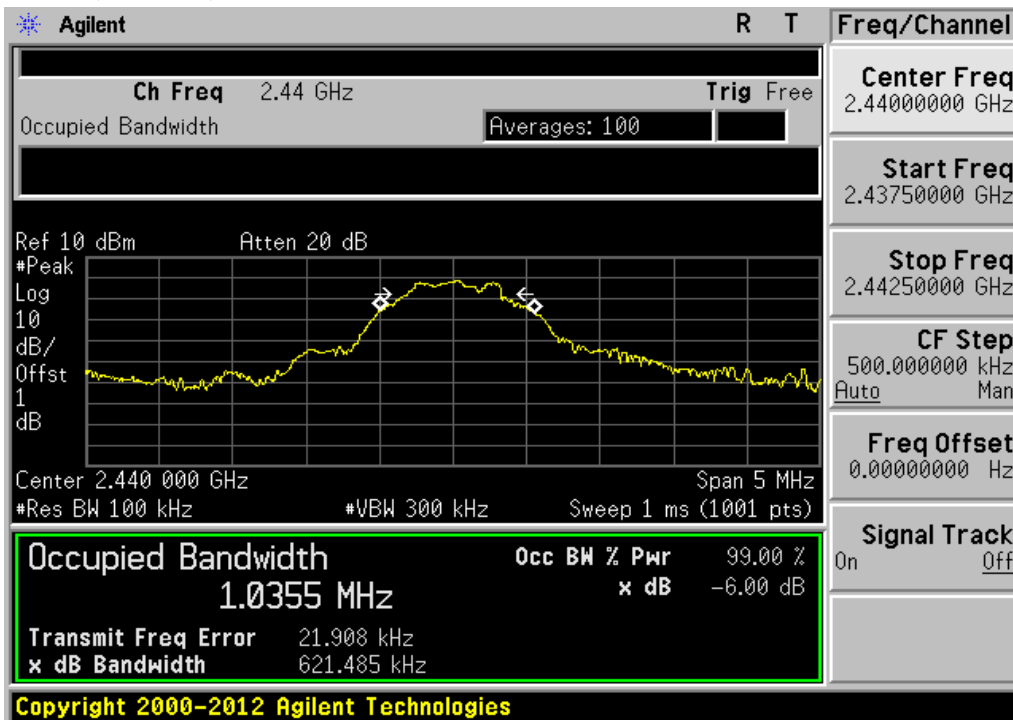 Agilent R T
Ch Freq 2.44 GHz Trig Free
Occupied Bandwidth Averages: 100
Ref 10 dBm Atten 20 dB
#Peak
Log
10
dB/
Offst
1
dB
Center 2.440 000 GHz Span 5 MHz
#Res BW 100 kHz #VBW 300 kHz Sweep 1 ms (1001 pts)
Occupied Bandwidth Occ BW % Pwr 99.00 %
1.0355 MHz x dB -6.00 dB
Transmit Freq Error 21.908 kHz
x dB Bandwidth 621.485 kHz
Copyright 2000-2012 Agilent Technologies
Freq/Channel
Center Freq
2.44000000 GHz
Start Freq
2.43750000 GHz
Stop Freq
2.44250000 GHz
CF Step
500.000000 kHz
Auto Man
Freq Offset
0.00000000 Hz
Signal Track
On Off